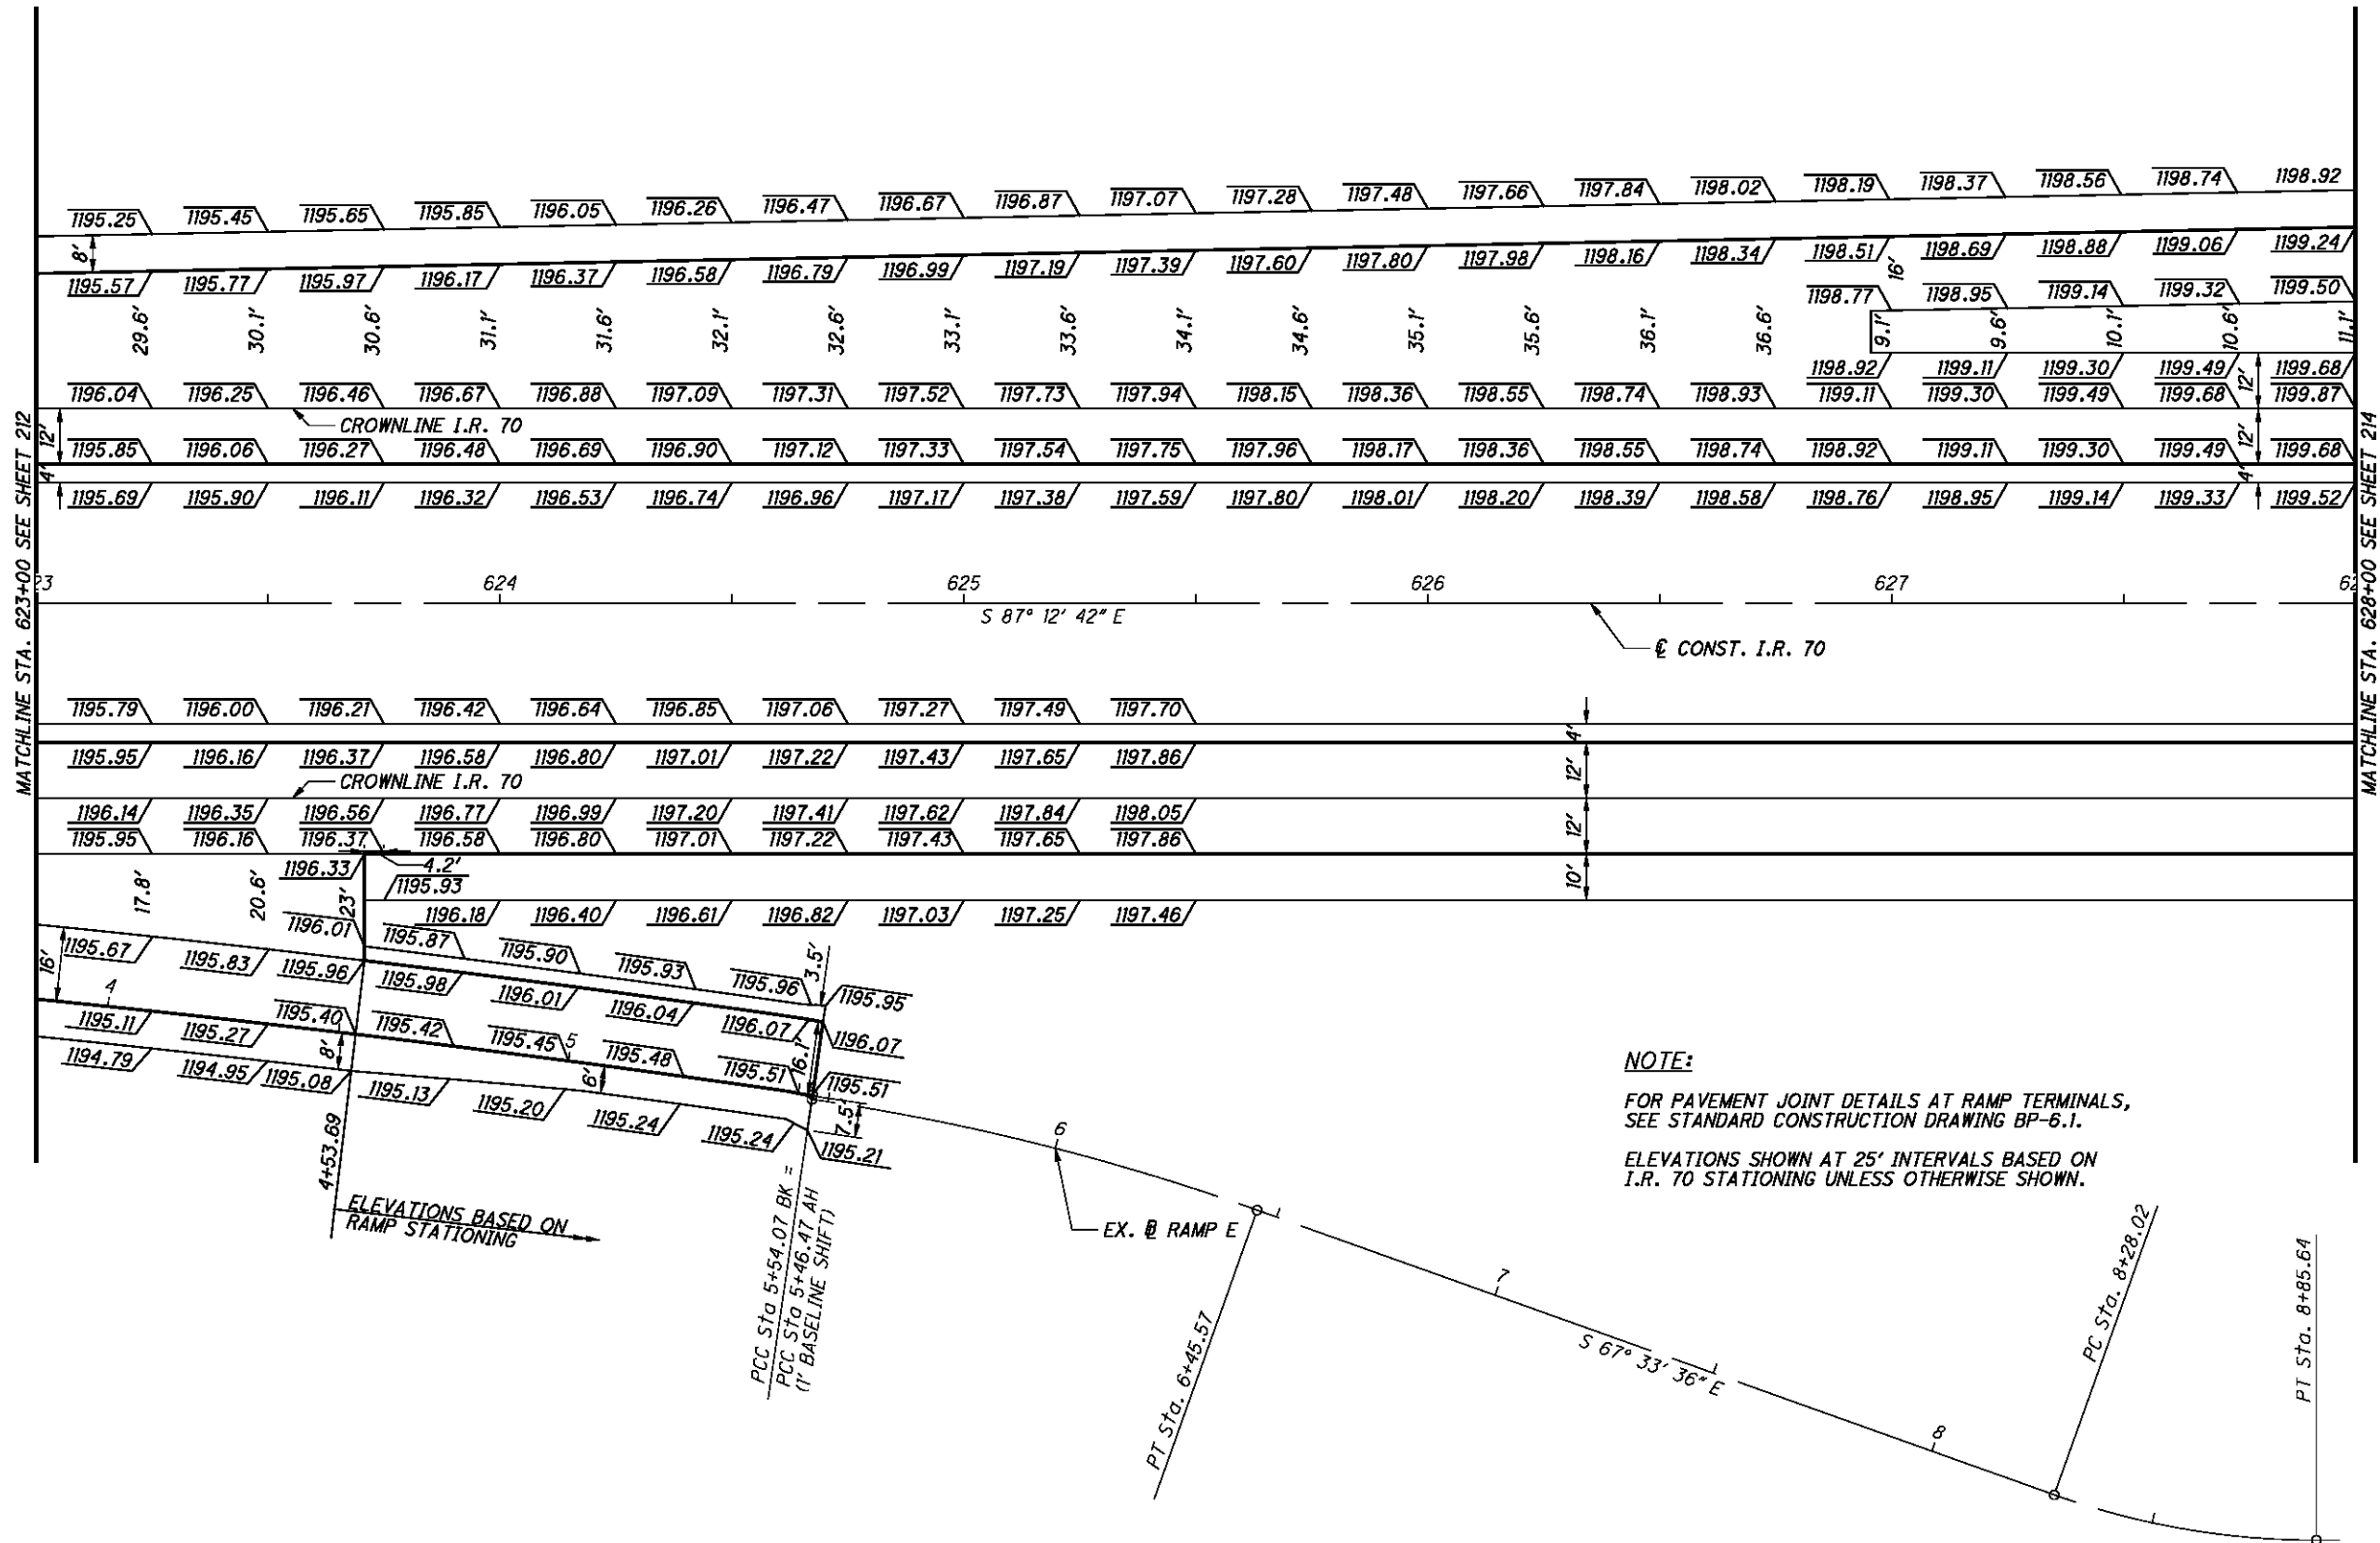 1195.25 1195.45 1195.65 1195.85 1196.05 1196.26 1196.47 1196.67 1196.87 1197.07 1197.28 1197.48 1197.66 1197.84 1198.02 1198.19 1198.37 1198.56 1198.74 1198.92
8'
1195.57 1195.77 1195.97 1196.17 1196.37 1196.58 1196.79 1196.99 1197.19 1197.39 1197.60 1197.80 1197.98 1198.16 1198.34 1198.51 1198.69 1198.88 1199.06 1199.24
16'
1198.77 1198.95 1199.14 1199.32 1199.50
29.6' 30.1' 30.6' 31.1' 31.6' 32.1' 32.6' 33.1' 33.6' 34.1' 34.6' 35.1' 35.6' 36.1' 36.6' 9.1' 9.6' 10.1' 10.6' 11.1'
1198.92 1199.11 1199.30 1199.49 12' 1199.68
1196.04 1196.25 1196.46 1196.67 1196.88 1197.09 1197.31 1197.52 1197.73 1197.94 1198.15 1198.36 1198.55 1198.74 1198.93 1199.11 1199.30 1199.49 1199.68 1199.87
12' CROWNLINE I.R. 70 12'
1195.85 1196.06 1196.27 1196.48 1196.69 1196.90 1197.12 1197.33 1197.54 1197.75 1197.96 1198.17 1198.36 1198.55 1198.74 1198.92 1199.11 1199.30 1199.49 1199.68
4' 4'
1195.69 1195.90 1196.11 1196.32 1196.53 1196.74 1196.96 1197.17 1197.38 1197.59 1197.80 1198.01 1198.20 1198.39 1198.58 1198.76 1198.95 1199.14 1199.33 1199.52
MATCHLINE STA. 623+00 SEE SHEET 212
MATCHLINE STA. 628+00 SEE SHEET 214
23 624 625 626 627 62
S 87° 12' 42" E
℄ CONST. I.R. 70
1195.79 1196.00 1196.21 1196.42 1196.64 1196.85 1197.06 1197.27 1197.49 1197.70
4'
1195.95 1196.16 1196.37 1196.58 1196.80 1197.01 1197.22 1197.43 1197.65 1197.86
CROWNLINE I.R. 70 12'
1196.14 1196.35 1196.56 1196.77 1196.99 1197.20 1197.41 1197.62 1197.84 1198.05
1195.95 1196.16 1196.37 1196.58 1196.80 1197.01 1197.22 1197.43 1197.65 1197.86 12'
1196.33 4.2'
1195.93
10'
17.8' 20.6' 23'
1196.18 1196.40 1196.61 1196.82 1197.03 1197.25 1197.46
1196.01 1195.87 1195.90 1195.93 1195.96 3.5' 1195.95
16' 1195.67 1195.83 1195.96 1195.98 1196.01 1196.04 1196.07 1196.07
4 5
1195.11 1195.27 1195.40 1195.42 1195.45 1195.48 1195.51 16.1' 1195.51
8' 6' 7.5'
1194.79 1194.95 1195.08 1195.13 1195.20 1195.24 1195.24 1195.21
4+53.69
ELEVATIONS BASED ON
RAMP STATIONING
PCC Sta 5+54.07 BK =
PCC Sta 5+46.47 AH
(1' BASELINE SHIFT)
6
EX. B RAMP E
PT Sta. 6+45.57
7
S 67° 33' 36" E
8
PC Sta. 8+28.02
PT Sta. 8+85.64
NOTE:
FOR PAVEMENT JOINT DETAILS AT RAMP TERMINALS,
SEE STANDARD CONSTRUCTION DRAWING BP-6.1.
ELEVATIONS SHOWN AT 25' INTERVALS BASED ON
I.R. 70 STATIONING UNLESS OTHERWISE SHOWN.